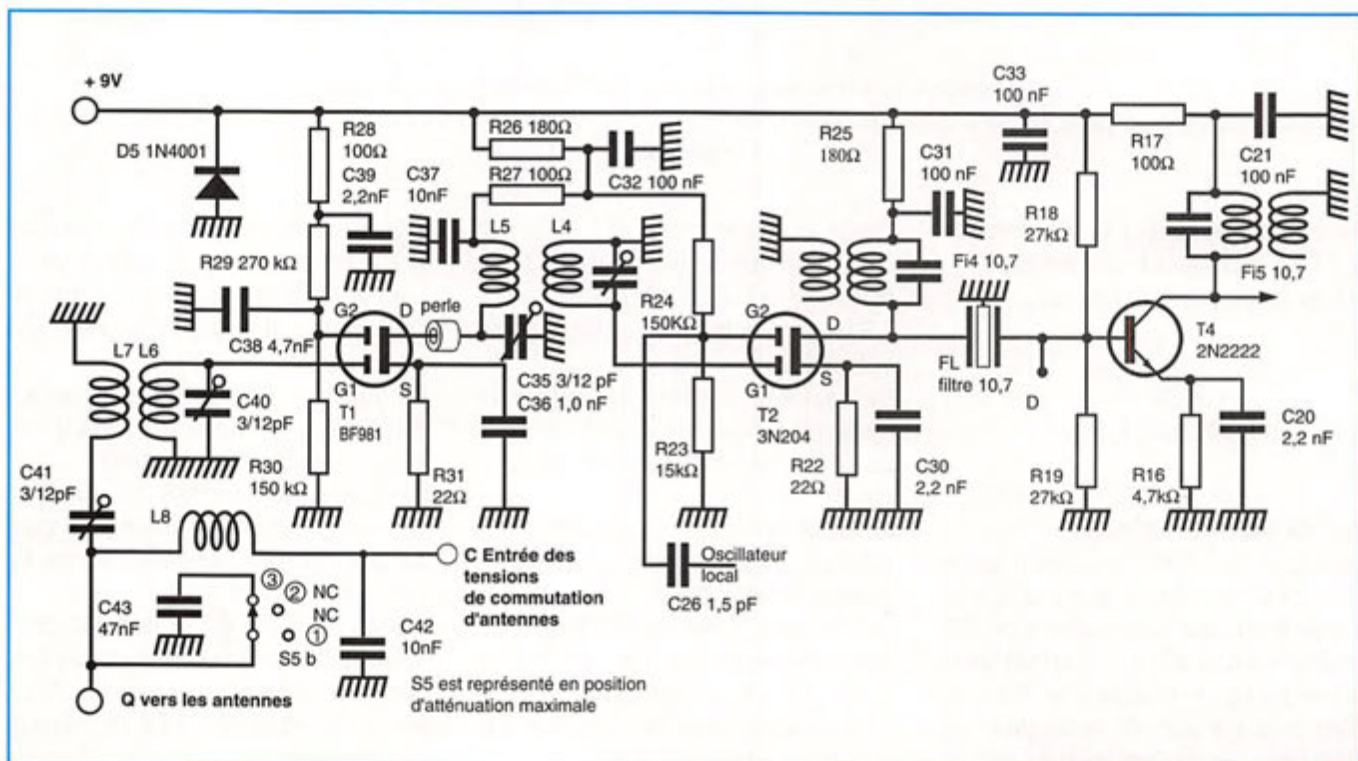 + 9V
D5 1N4001
R28
100Ω
C39
2,2nF
R29 270 kΩ
C38 4,7nF
C37
10nF
R26 180Ω
R27 100Ω
C32 100 nF
L5
L4
perle
G2
D
G1
S
T1
BF981
L7 L6
C40
3/12pF
C41
3/12pF
R30
150 kΩ
R31
22Ω
C35 3/12 pF
C36 1,0 nF
R24
150KΩ
R23
15kΩ
G2
D
G1
S
T2
3N204
R22
22Ω
C30
2,2 nF
R25
180Ω
C31
100 nF
Fi4 10,7
FL
filtre 10,7
D
C33
100 nF
R17
100Ω
C21
100 nF
R18
27kΩ
Fi5 10,7
T4
2N2222
R19
27kΩ
R16
4,7kΩ
C20
2,2 nF
L8
C43
47nF
③
② NC
NC
①
S5 b
C42
10nF
C Entrée des
tensions
de commutation
d'antennes
Oscillateur
local
C26 1,5 pF
S5 est représenté en position
d'atténuation maximale
Q vers les antennes